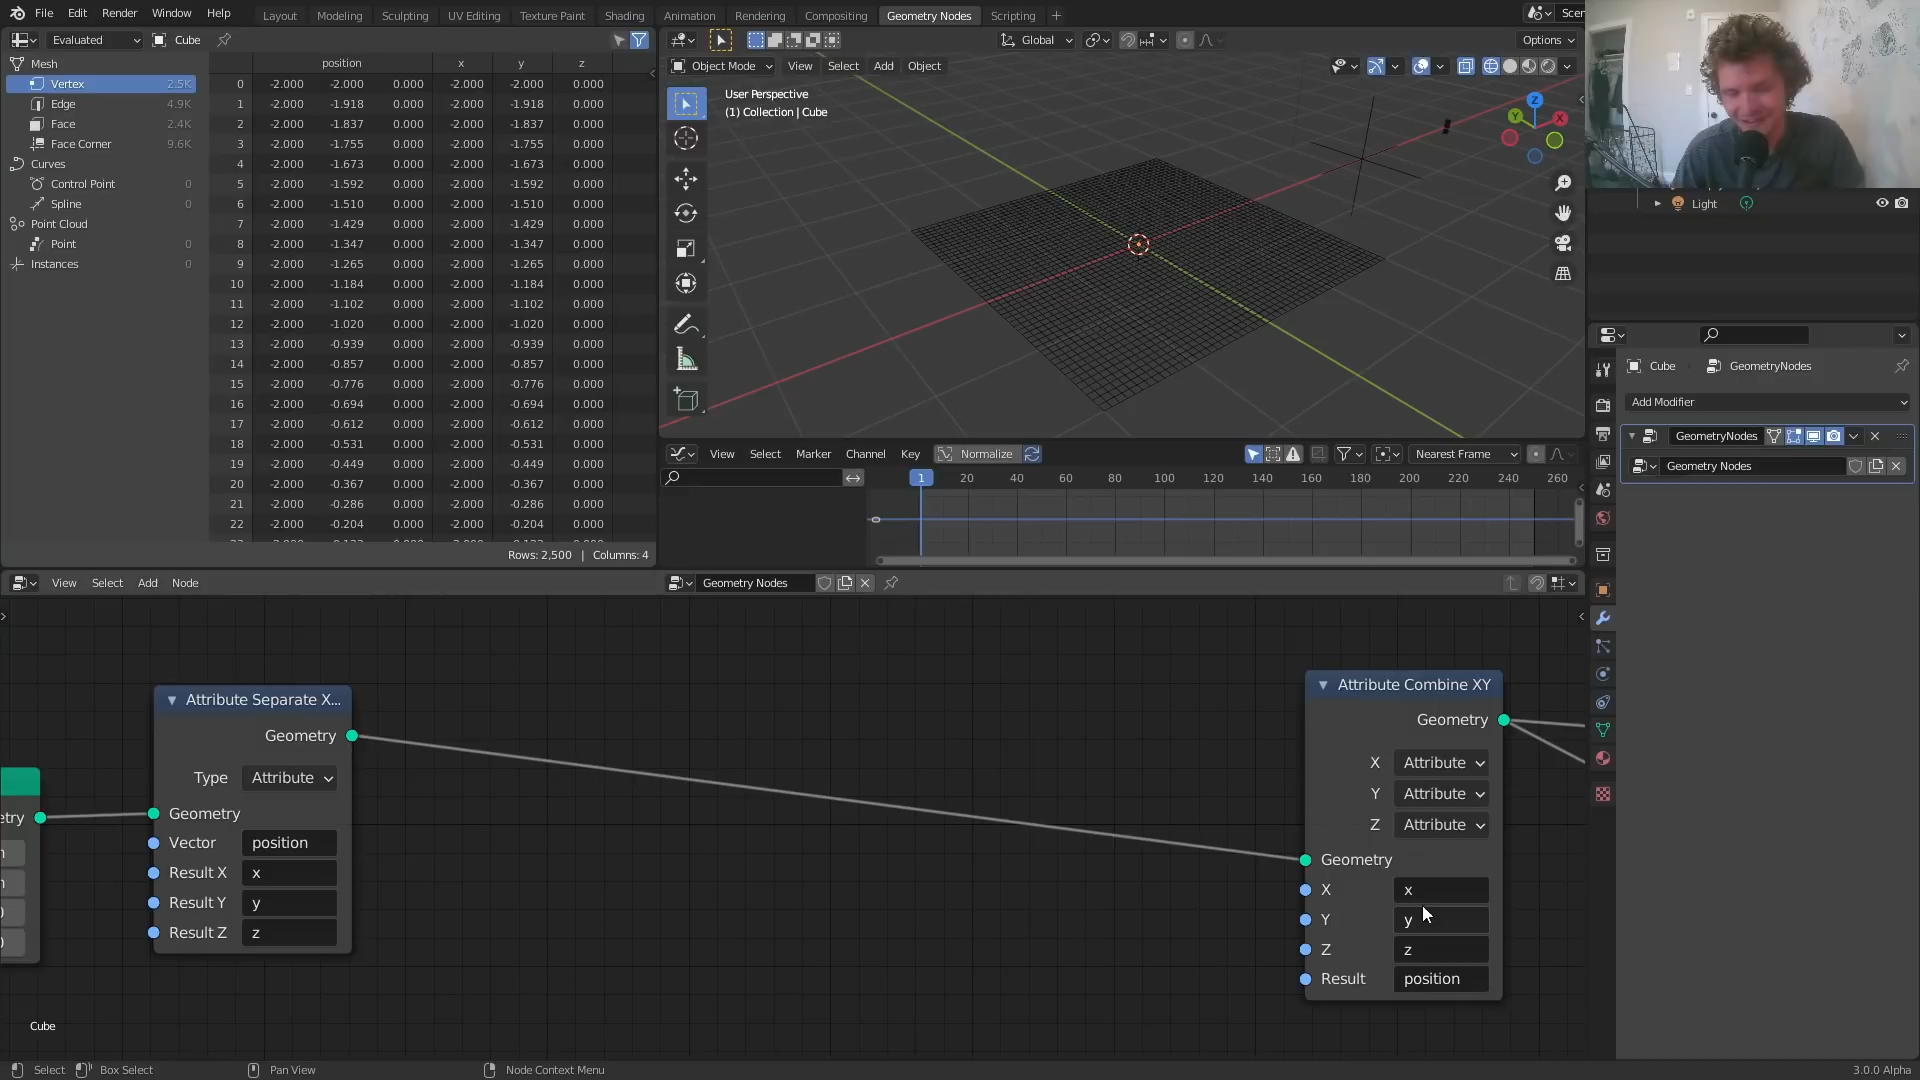 File Edit Render Window Help Layout Modeling Sculpting UV Editing Texture Paint Shading Animation Rendering Compositing Geometry Nodes Scripting +
Evaluated Cube
Global Options
Object Mode View Select Add Object
User Perspective
(1) Collection | Cube
Z
Y
X
Mesh
Vertex 2.5K
Edge 4.9K
Face 2.4K
Face Corner 9.6K
Curves
Control Point 0
Spline 0
Point Cloud
Point 0
Instances 0
position x y z
0 -2.000 -2.000 0.000 -2.000 -2.000 0.000
1 -2.000 -1.918 0.000 -2.000 -1.918 0.000
2 -2.000 -1.837 0.000 -2.000 -1.837 0.000
3 -2.000 -1.755 0.000 -2.000 -1.755 0.000
4 -2.000 -1.673 0.000 -2.000 -1.673 0.000
5 -2.000 -1.592 0.000 -2.000 -1.592 0.000
6 -2.000 -1.510 0.000 -2.000 -1.510 0.000
7 -2.000 -1.429 0.000 -2.000 -1.429 0.000
8 -2.000 -1.347 0.000 -2.000 -1.347 0.000
9 -2.000 -1.265 0.000 -2.000 -1.265 0.000
10 -2.000 -1.184 0.000 -2.000 -1.184 0.000
11 -2.000 -1.102 0.000 -2.000 -1.102 0.000
12 -2.000 -1.020 0.000 -2.000 -1.020 0.000
13 -2.000 -0.939 0.000 -2.000 -0.939 0.000
14 -2.000 -0.857 0.000 -2.000 -0.857 0.000
15 -2.000 -0.776 0.000 -2.000 -0.776 0.000
16 -2.000 -0.694 0.000 -2.000 -0.694 0.000
17 -2.000 -0.612 0.000 -2.000 -0.612 0.000
18 -2.000 -0.531 0.000 -2.000 -0.531 0.000
19 -2.000 -0.449 0.000 -2.000 -0.449 0.000
20 -2.000 -0.367 0.000 -2.000 -0.367 0.000
21 -2.000 -0.286 0.000 -2.000 -0.286 0.000
22 -2.000 -0.204 0.000 -2.000 -0.204 0.000
Rows: 2,500 | Columns: 4
View Select Marker Channel Key Normalize Nearest Frame
1 20 40 60 80 100 120 140 160 180 200 220 240 260
Light
Cube GeometryNodes
Add Modifier
GeometryNodes
Geometry Nodes
View Select Add Node Geometry Nodes
Attribute Separate X...
Geometry
Type Attribute
Geometry
Vector position
Result X x
Result Y y
Result Z z
Attribute Combine XY
Geometry
X Attribute
Y Attribute
Z Attribute
Geometry
X x
Y y
Z z
Result position
Cube
Select Box Select Pan View Node Context Menu 3.0.0 Alpha